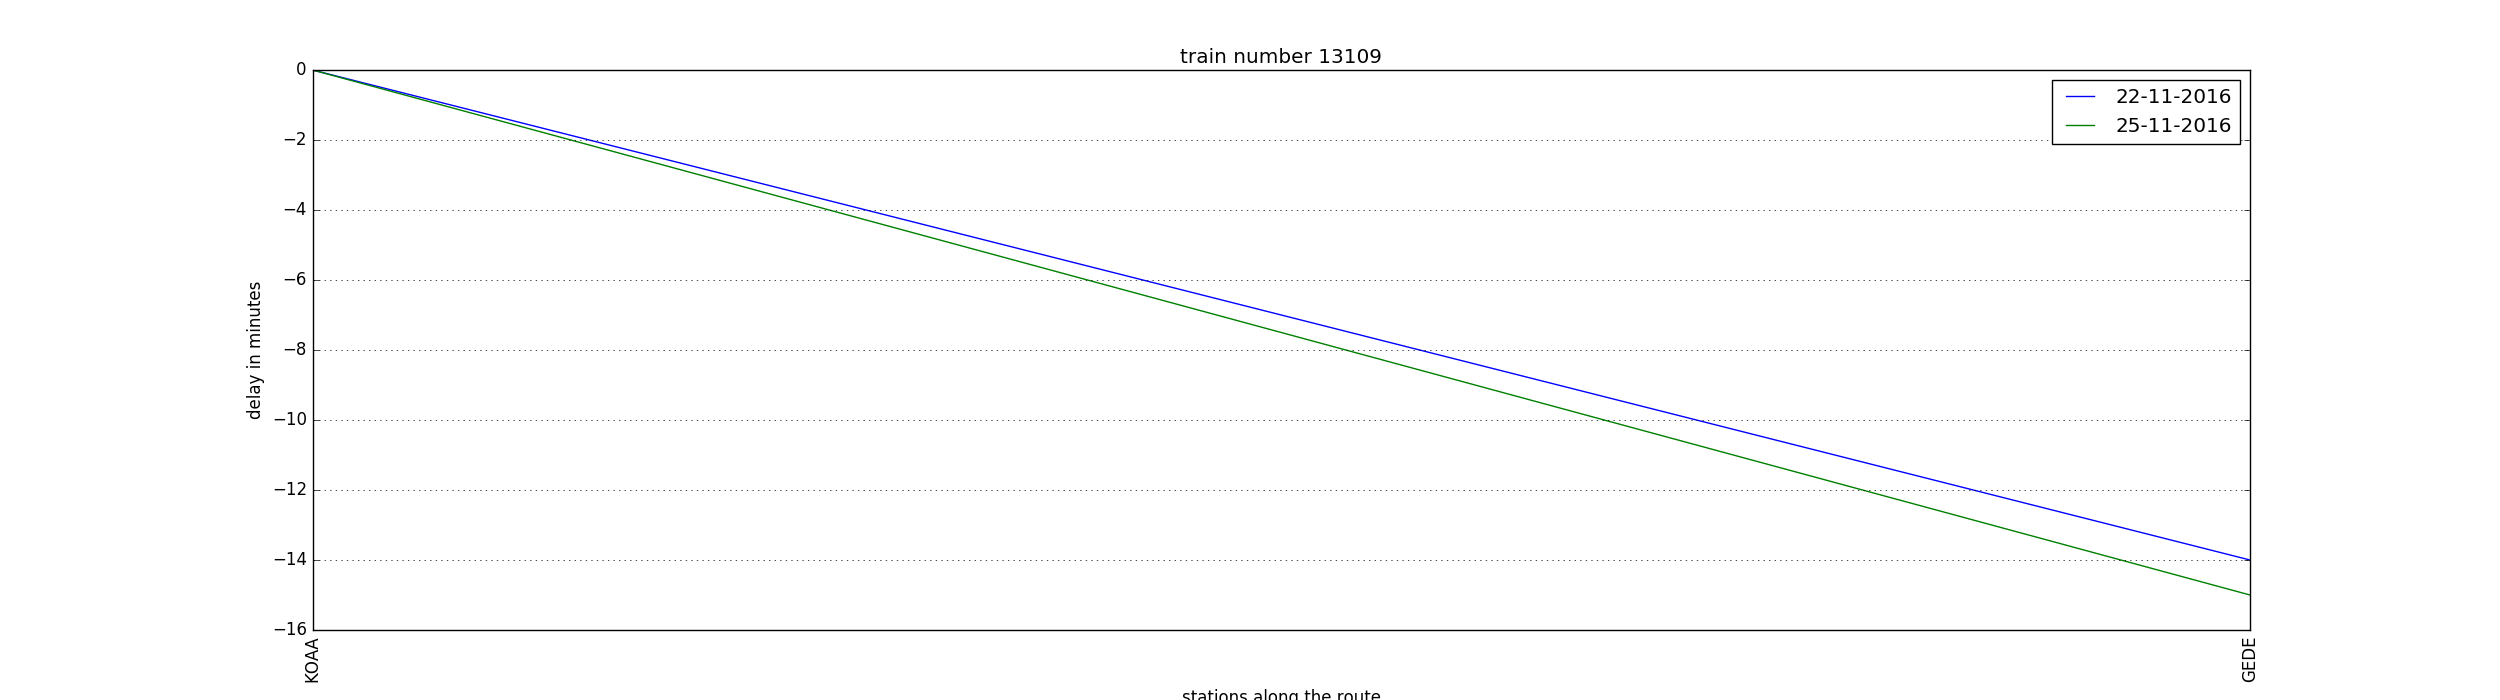 train number 13109
0
−2
−4
−6
−8
−10
−12
−14
−16
delay in minutes
22-11-2016
25-11-2016
KOAA
GEDE
stations along the route